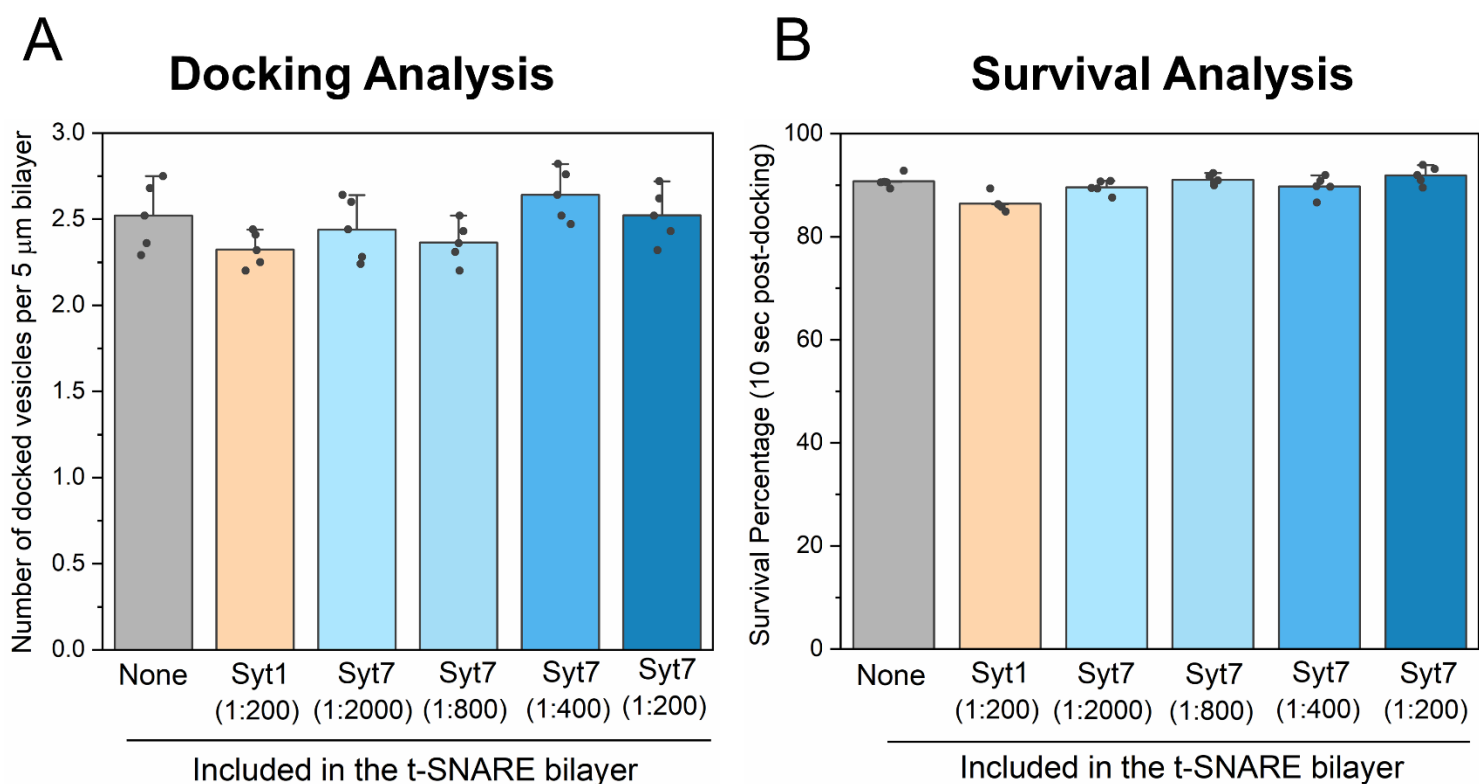 A
Docking Analysis
Number of docked vesicles per 5 μm bilayer
3.0
2.5
2.0
1.5
1.0
0.5
0.0
None
Syt1
(1:200)
Syt7
(1:2000)
Syt7
(1:800)
Syt7
(1:400)
Syt7
(1:200)
Included in the t-SNARE bilayer
B
Survival Analysis
Survival Percentage (10 sec post-docking)
100
80
60
40
20
0
None
Syt1
(1:200)
Syt7
(1:2000)
Syt7
(1:800)
Syt7
(1:400)
Syt7
(1:200)
Included in the t-SNARE bilayer